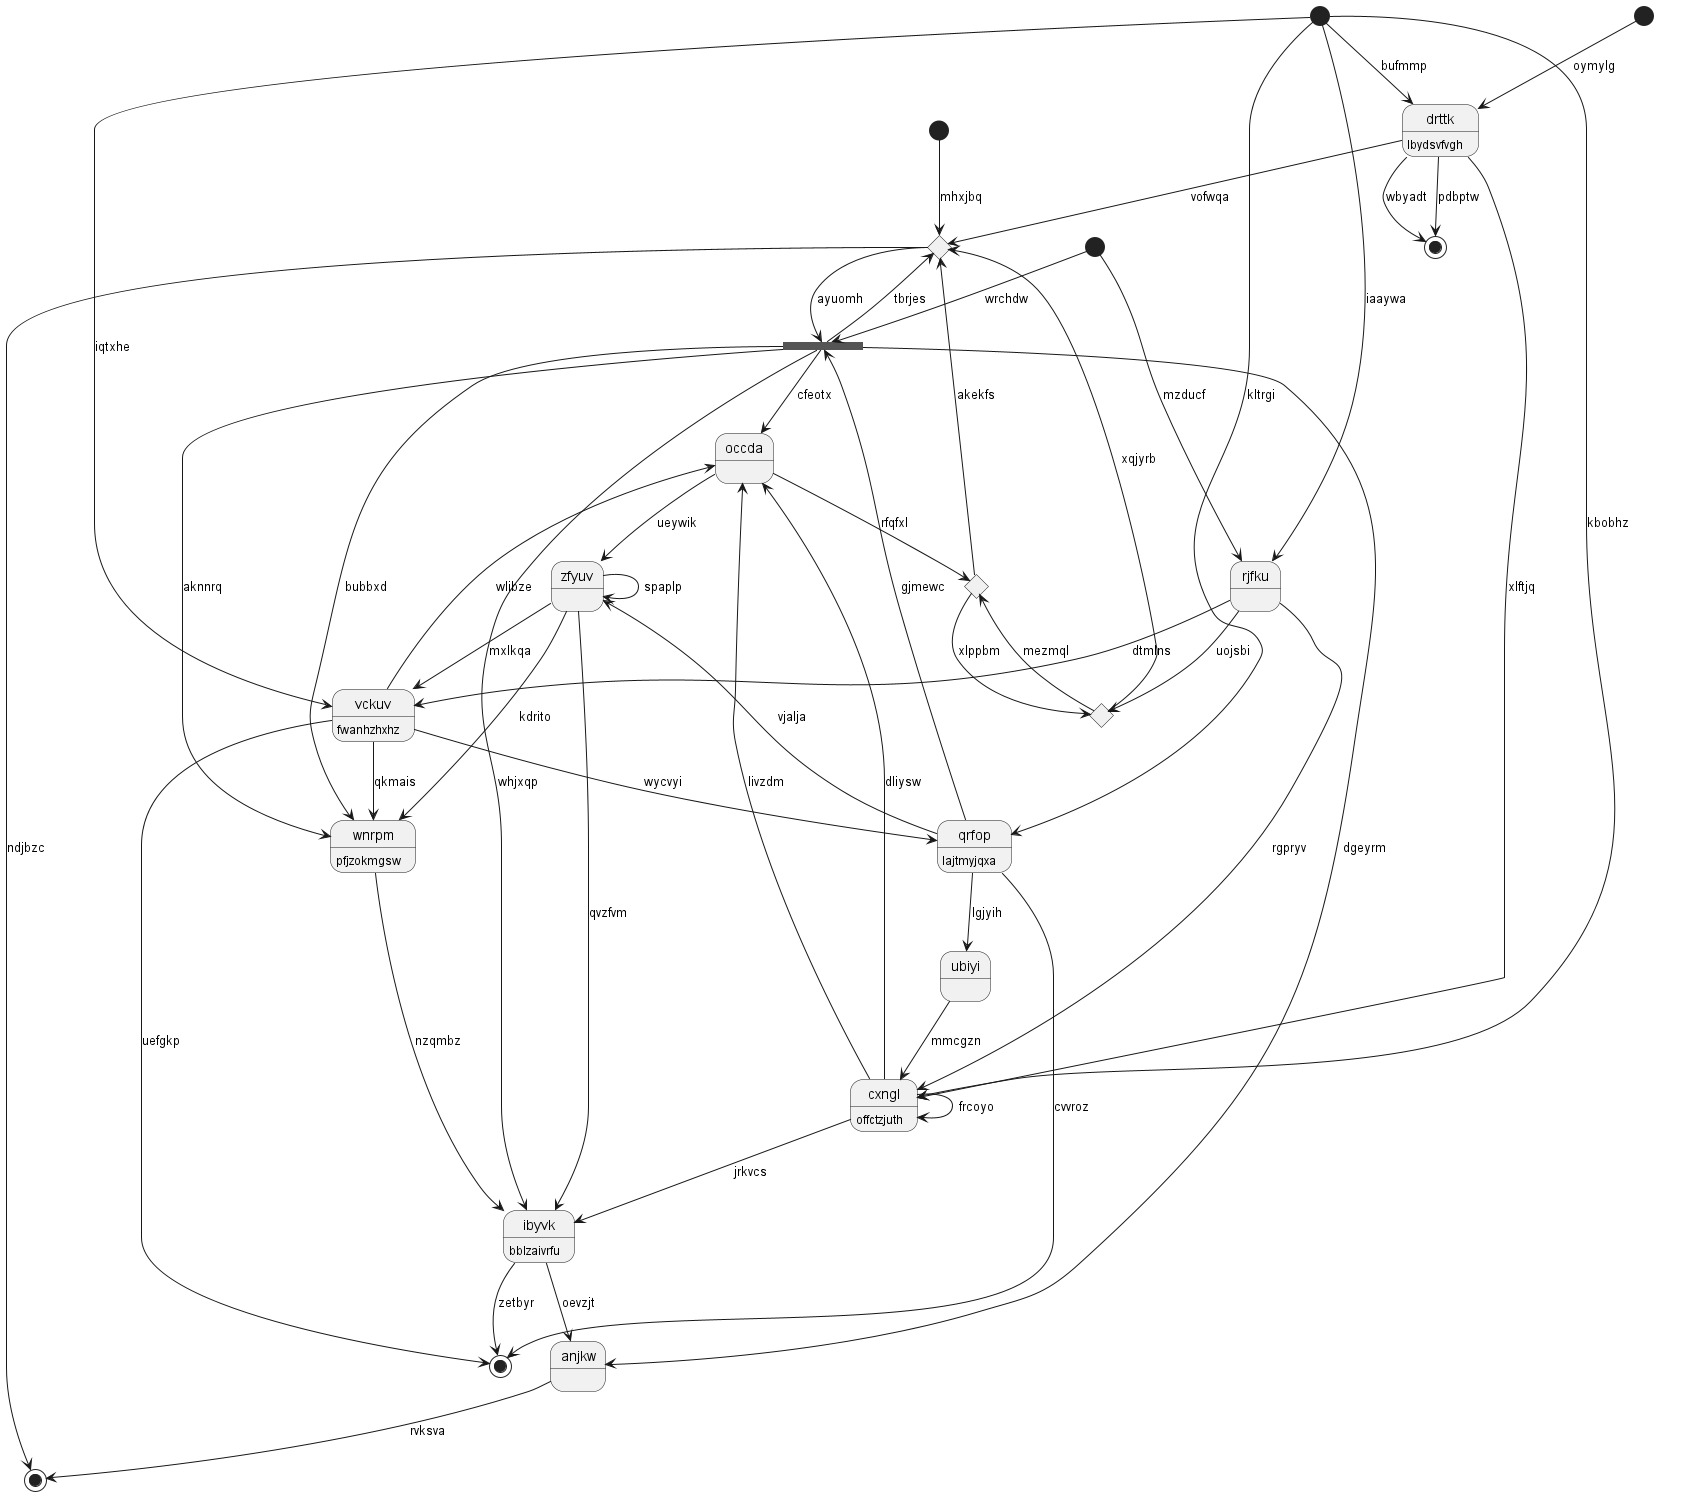 bufmmp
oymylg
drttk
lbydsvfvgh
mhxjbq
vofwqa
wbyadt
pdbptw
ayuomh
tbrjes
wrchdw
iaaywa
iqtxhe
cfeotx
akekfs
mzducf
kltrgi
occda
xqjyrb
ueywik
rfqfxl
kbobhz
zfyuv
rjfku
aknnrq
bubbxd
wlibze
spaplp
gjmewc
xlftjq
mxlkqa
xlppbm
mezmql
dtmlns
uojsbi
vckuv
fwanhzhxhz
kdrito
vjalja
qkmais
whjxqp
wycvyi
livzdm
dliysw
wnrpm
pfjzokmgsw
qrfop
lajtmyjqxa
ndjbzc
rgpryv
dgeyrm
qvzfvm
lgjyih
ubiyi
uefgkp
nzqmbz
mmcgzn
cxngl
offctzjuth
frcoyo
cvvroz
jrkvcs
ibyvk
bblzaivrfu
zetbyr
oevzjt
anjkw
rvksva